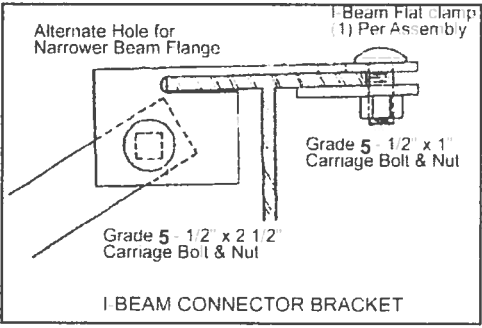 I-Beam Flat clamp
(1) Per Assembly
Alternate Hole for
Narrower Beam Flange
Grade 5 - 1/2" x 1"
Carriage Bolt & Nut
Grade 5 - 1/2" x 2 1/2"
Carriage Bolt & Nut
I-BEAM CONNECTOR BRACKET